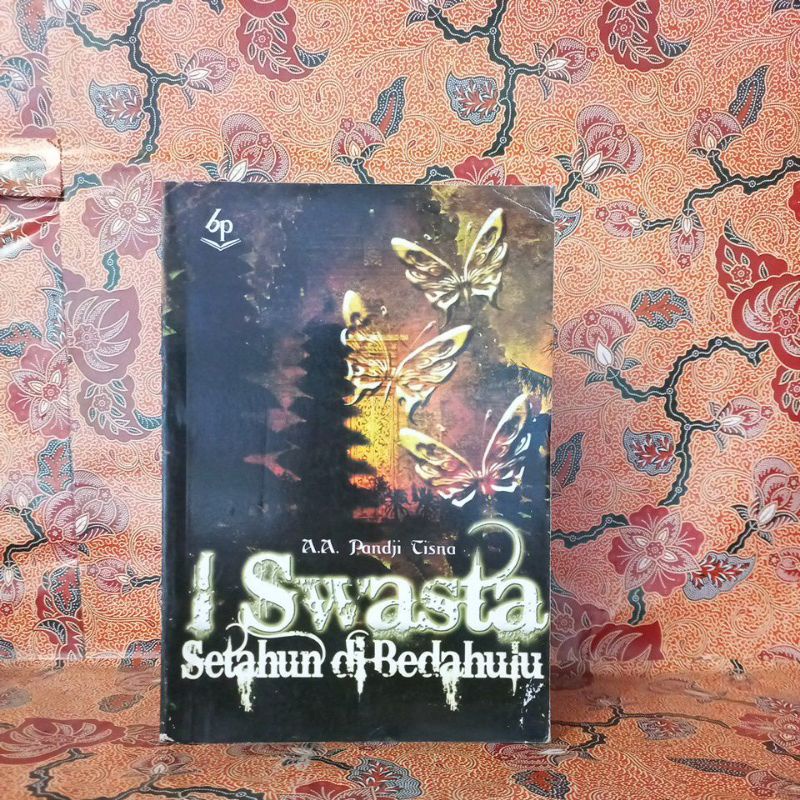 bp
A.A. Pandji Tisna
I Swasta
Setahun di Bedahulu